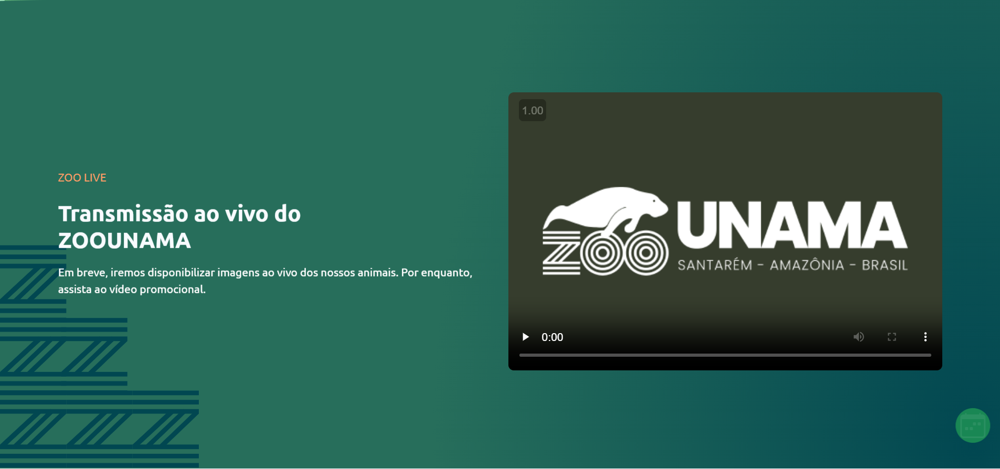 ZOO LIVE
Transmissão ao vivo do
ZOOUNAMA
Em breve, iremos disponibilizar imagens ao vivo dos nossos animais. Por enquanto,
assista ao vídeo promocional.
1.00
ZOO UNAMA
SANTARÉM - AMAZÔNIA - BRASIL
0:00